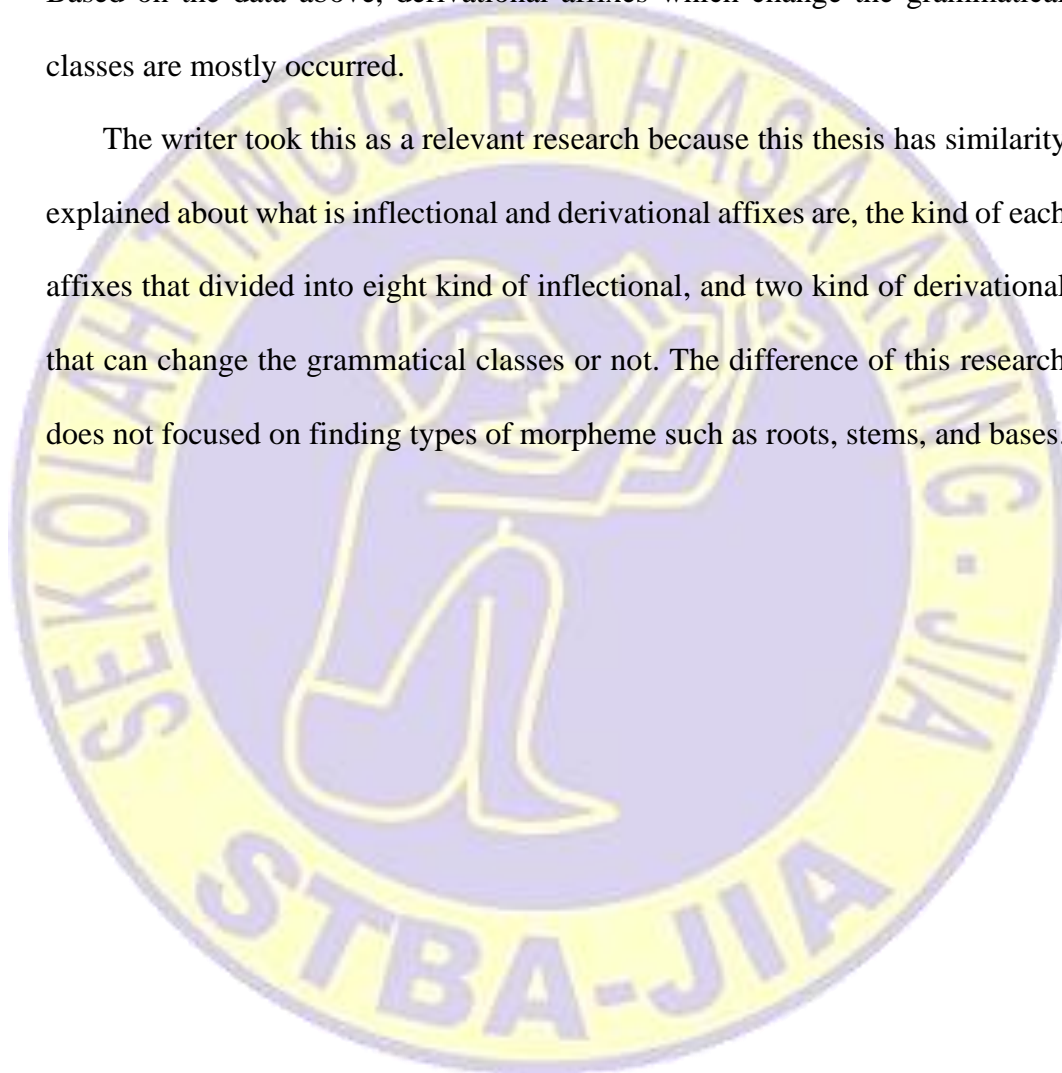 Based on the data above, derivational affixes which change the grammatical
classes are mostly occurred.
The writer took this as a relevant research because this thesis has similarity
explained about what is inflectional and derivational affixes are, the kind of each
affixes that divided into eight kind of inflectional, and two kind of derivational
that can change the grammatical classes or not. The difference of this research
does not focused on finding types of morpheme such as roots, stems, and bases.
SEKOLAH TINGGI BAHASA ASING - JIA
STBA-JIA